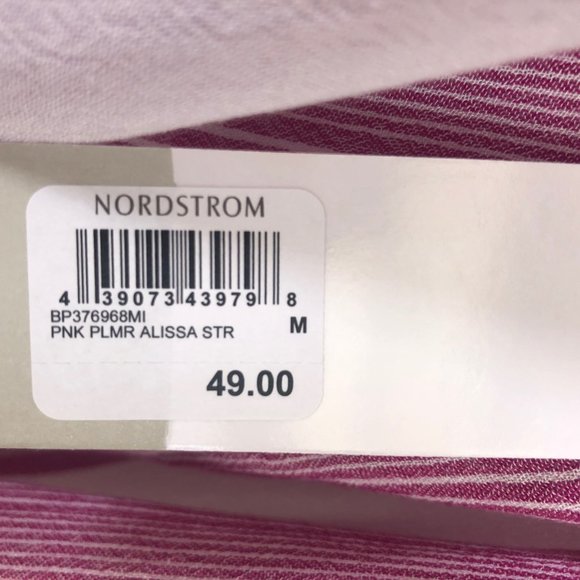 NORDSTROM
4 39073 43979 8
BP376968MI
PNK PLMR ALISSA STR M
49.00